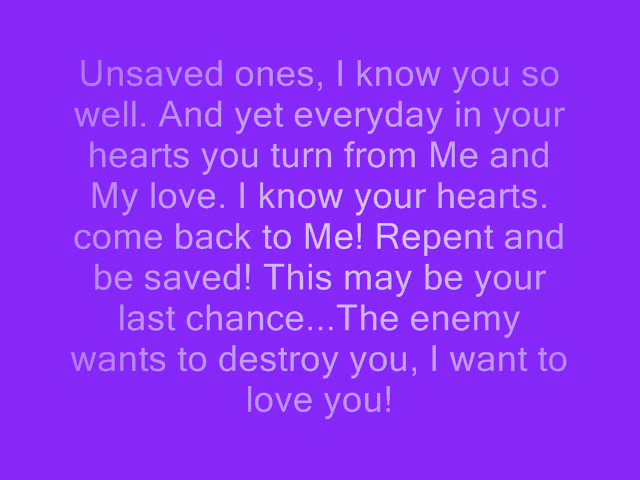 Unsaved ones, I know you so
well. And yet everyday in your
hearts you turn from Me and
My love. I know your hearts.
come back to Me! Repent and
be saved! This may be your
last chance...The enemy
wants to destroy you, I want to
love you!